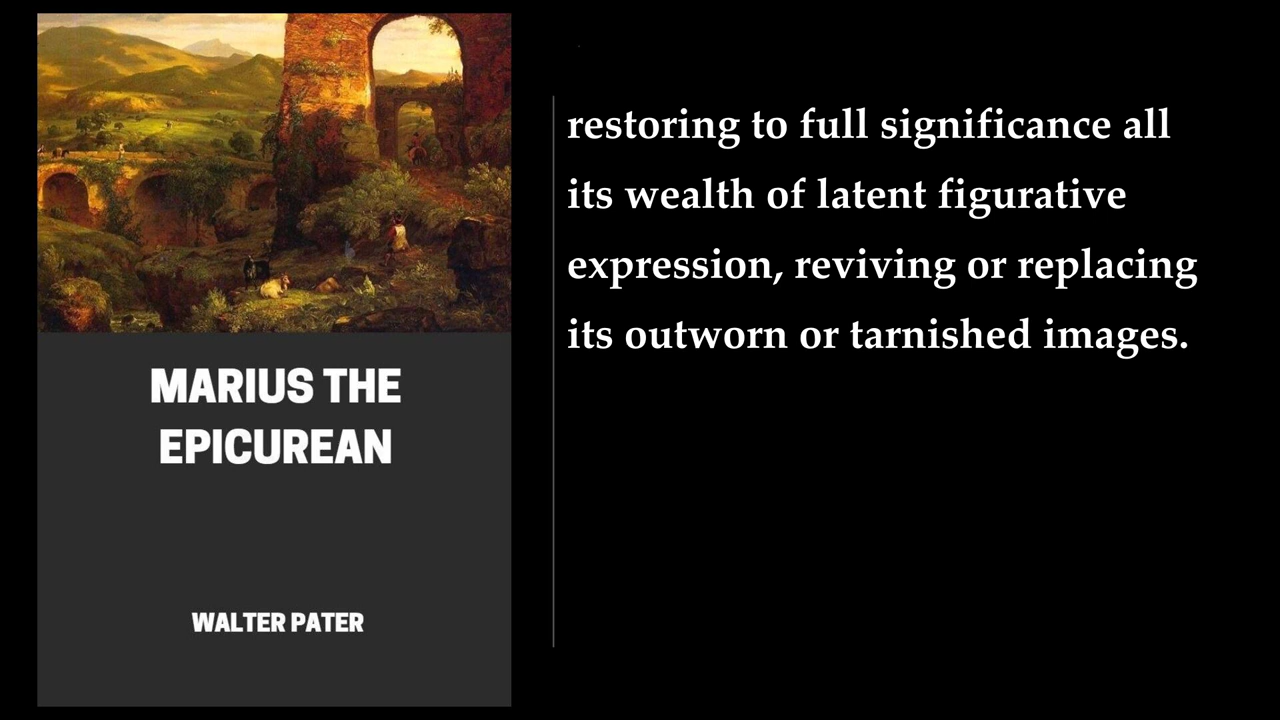 MARIUS THE
EPICUREAN
WALTER PATER
restoring to full significance all
its wealth of latent figurative
expression, reviving or replacing
its outworn or tarnished images.